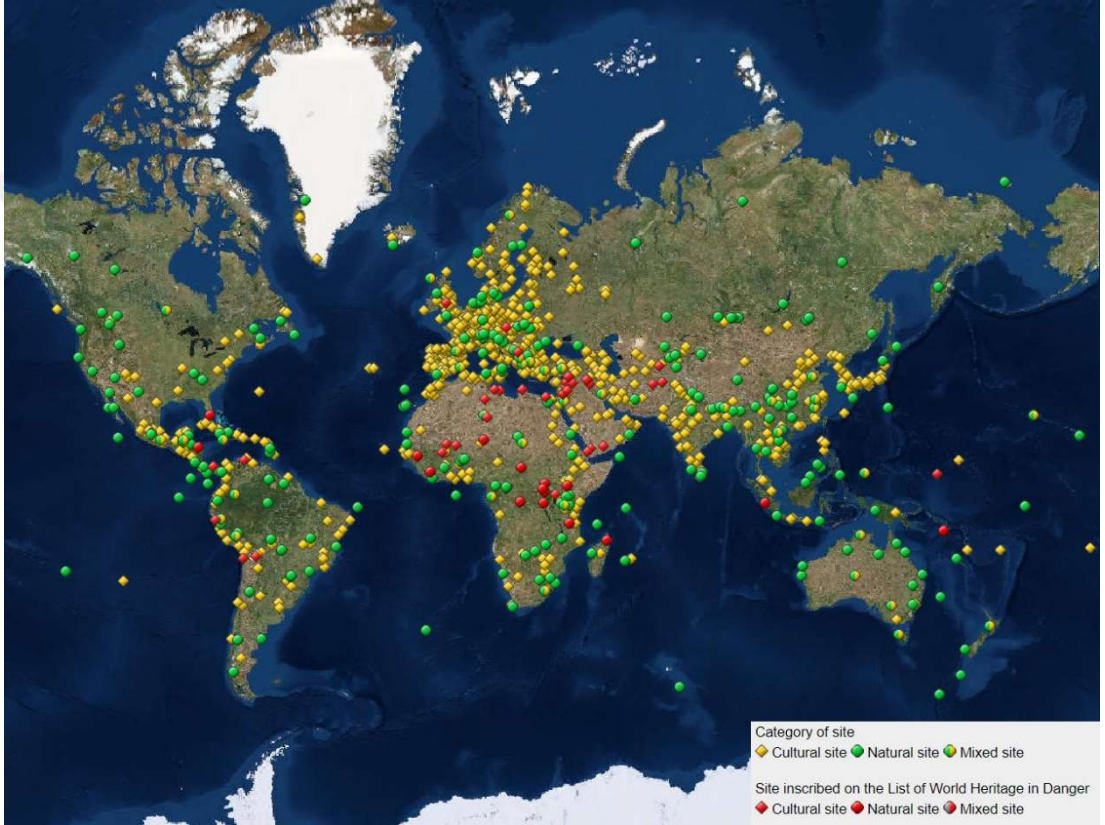 Category of site
Cultural site Natural site Mixed site
Site inscribed on the List of World Heritage in Danger
Cultural site Natural site Mixed site